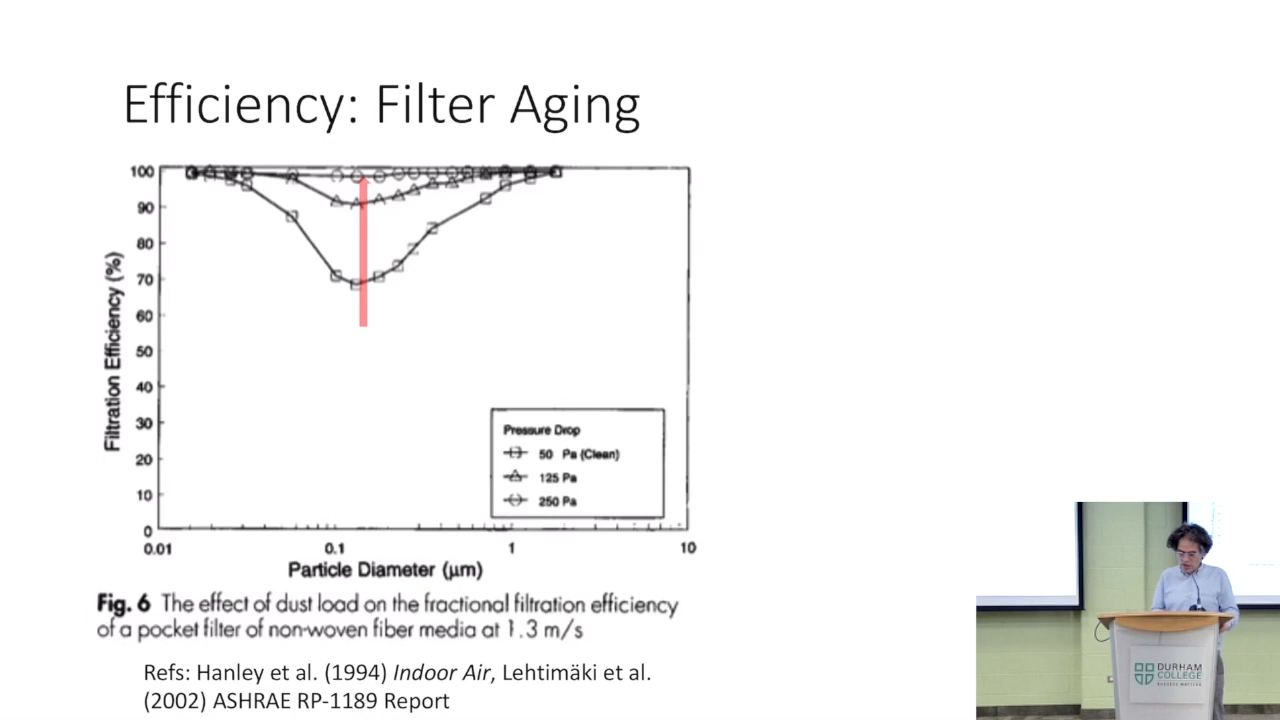 Efficiency: Filter Aging
100
90
80
70
60
50
40
30
20
10
0
Filtration Efficiency (%)
Pressure Drop
50 Pa (Clean)
125 Pa
250 Pa
0.01
0.1
1
10
Particle Diameter (μm)
Fig. 6 The effect of dust load on the fractional filtration efficiency
of a pocket filter of non-woven fiber media at 1.3 m/s
Refs: Hanley et al. (1994) Indoor Air, Lehtimäki et al.
(2002) ASHRAE RP-1189 Report
DURHAM
COLLEGE
SUCCESS MATTERS